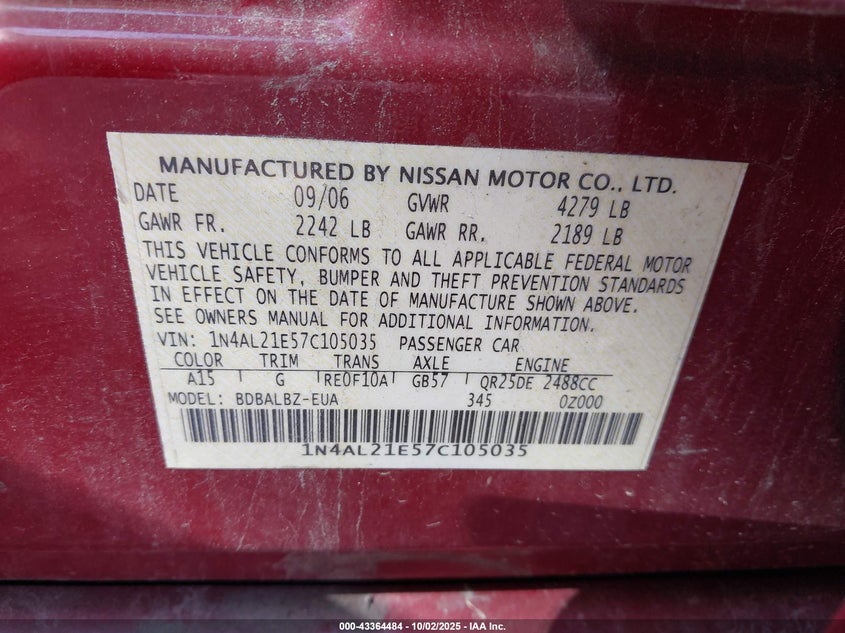 MANUFACTURED BY NISSAN MOTOR CO., LTD.
DATE 09/06 GVWR 4279 LB
GAWR FR. 2242 LB GAWR RR. 2189 LB
THIS VEHICLE CONFORMS TO ALL APPLICABLE FEDERAL MOTOR
VEHICLE SAFETY, BUMPER AND THEFT PREVENTION STANDARDS
IN EFFECT ON THE DATE OF MANUFACTURE SHOWN ABOVE.
SEE OWNERS MANUAL FOR ADDITIONAL INFORMATION.
VIN: 1N4AL21E57C105035 PASSENGER CAR
COLOR TRIM TRANS AXLE ENGINE
A15 G RE0F10A GB57 QR25DE 2488CC
MODEL: BDBALBZ-EUA 345 0Z000
1N4AL21E57C105035
000-43364484 - 10/02/2025 - IAA Inc.